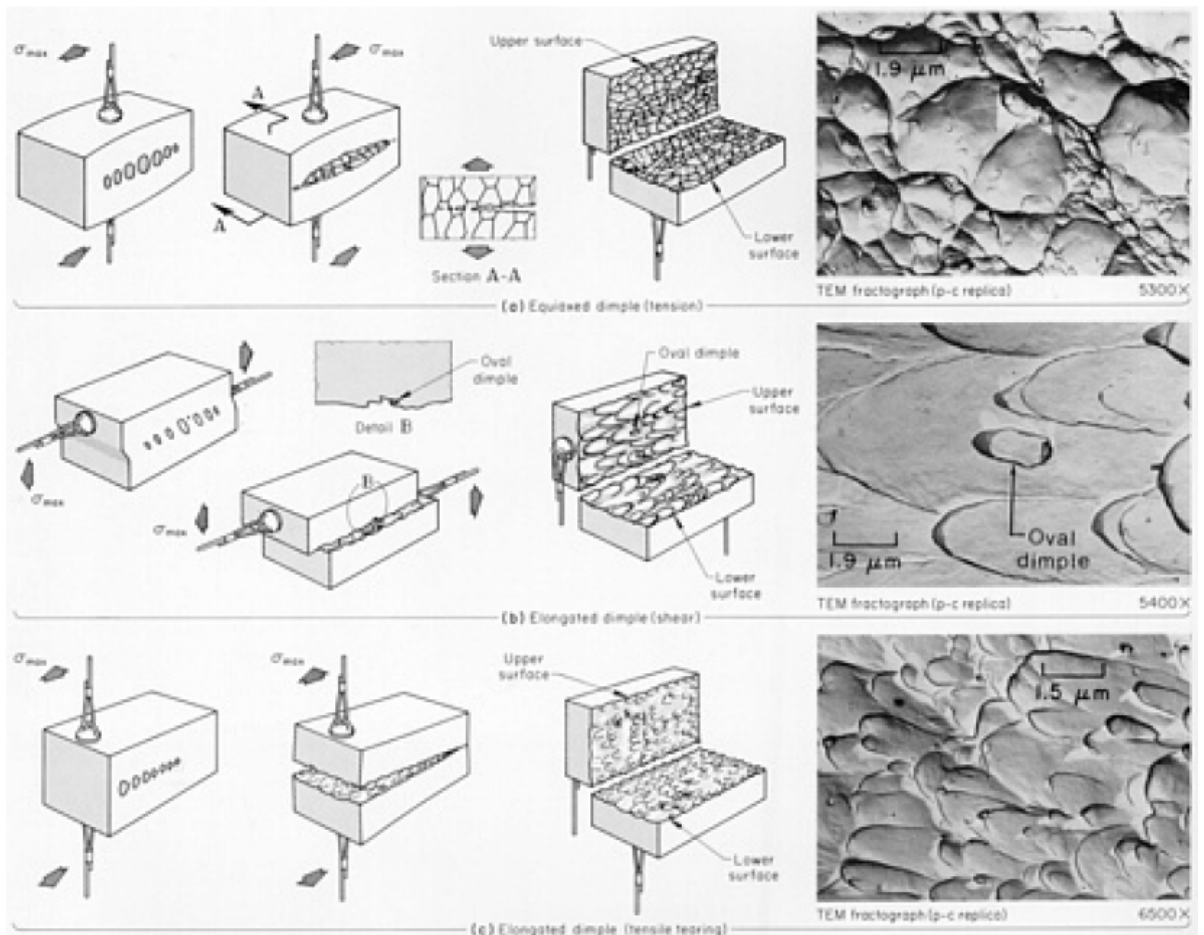 σmax
σmax
A
A
Section A-A
Upper surface
Lower
surface
1.9 μm
TEM fractograph (p-c replica) 5300X
(a) Equiaxed dimple (tension)
σmax
Oval
dimple
Detail B
σmax
B
Oval dimple
Upper
surface
Lower
surface
1.9 μm
Oval
dimple
TEM fractograph (p-c replica) 5400X
(b) Elongated dimple (shear)
σmax
σmax
Upper
surface
Lower
surface
1.5 μm
TEM fractograph (p-c replica) 6500X
(c) Elongated dimple (tensile tearing)